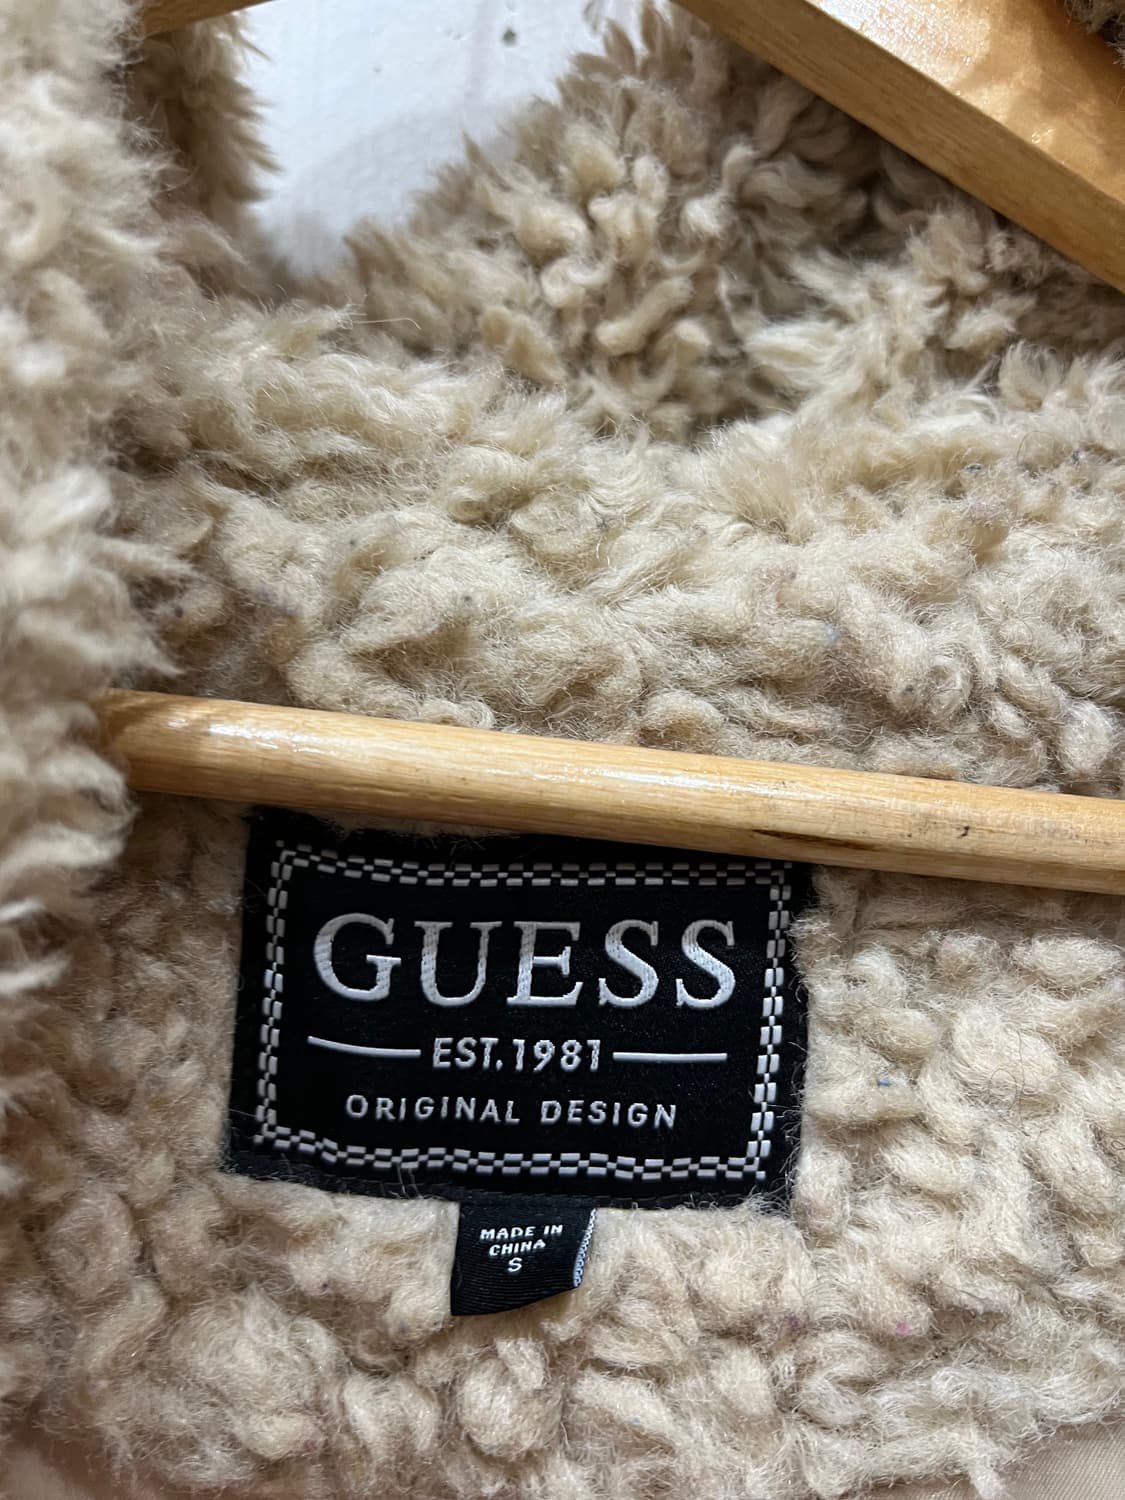 GUESS
EST.1981
ORIGINAL DESIGN
MADE IN
CHINA
S